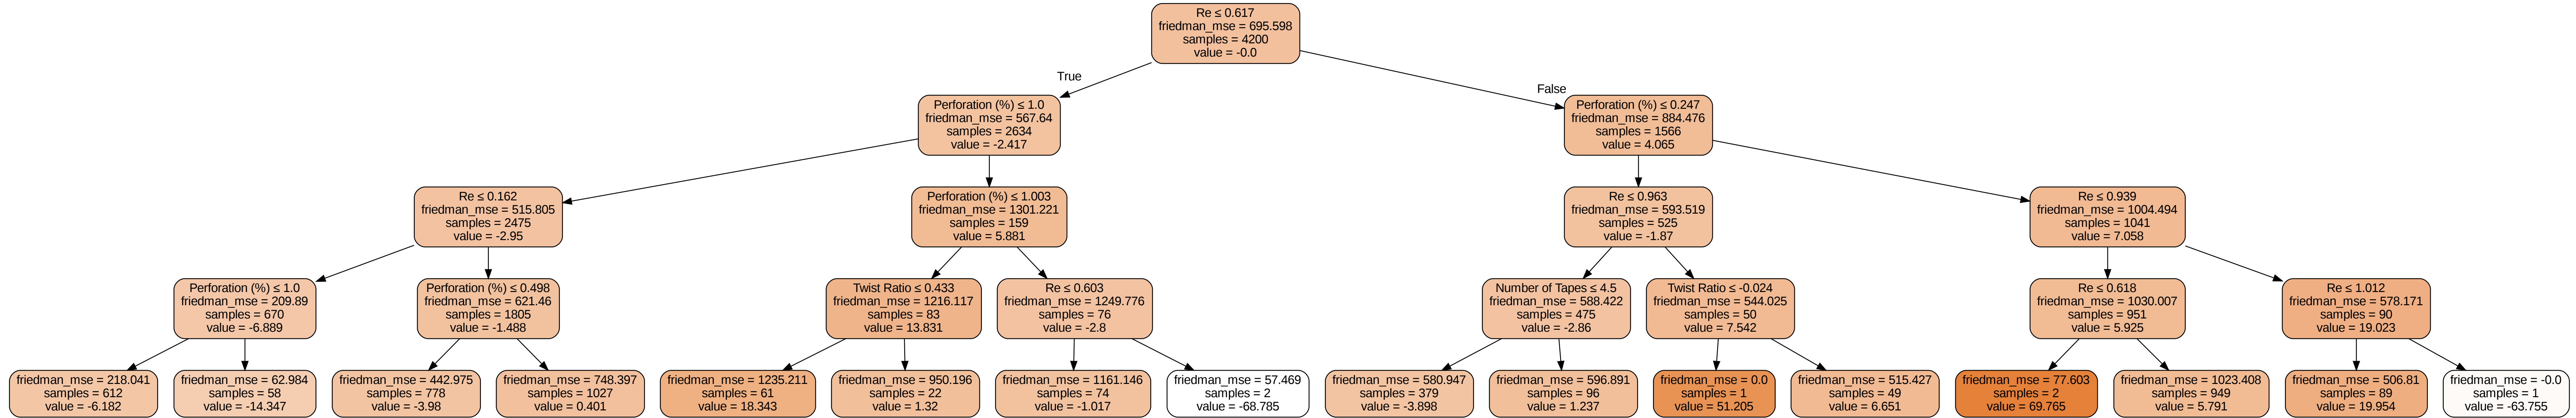 Re ≤ 0.617
friedman_mse = 695.598
samples = 4200
value = -0.0
True
False
Perforation (%) ≤ 1.0
friedman_mse = 567.64
samples = 2634
value = -2.417
Perforation (%) ≤ 0.247
friedman_mse = 884.476
samples = 1566
value = 4.065
Re ≤ 0.162
friedman_mse = 515.805
samples = 2475
value = -2.95
Perforation (%) ≤ 1.003
friedman_mse = 1301.221
samples = 159
value = 5.881
Re ≤ 0.963
friedman_mse = 593.519
samples = 525
value = -1.87
Re ≤ 0.939
friedman_mse = 1004.494
samples = 1041
value = 7.058
Perforation (%) ≤ 1.0
friedman_mse = 209.89
samples = 670
value = -6.889
Perforation (%) ≤ 0.498
friedman_mse = 621.46
samples = 1805
value = -1.488
Twist Ratio ≤ 0.433
friedman_mse = 1216.117
samples = 83
value = 13.831
Re ≤ 0.603
friedman_mse = 1249.776
samples = 76
value = -2.8
Number of Tapes ≤ 4.5
friedman_mse = 588.422
samples = 475
value = -2.86
Twist Ratio ≤ -0.024
friedman_mse = 544.025
samples = 50
value = 7.542
Re ≤ 0.618
friedman_mse = 1030.007
samples = 951
value = 5.925
Re ≤ 1.012
friedman_mse = 578.171
samples = 90
value = 19.023
friedman_mse = 218.041
samples = 612
value = -6.182
friedman_mse = 62.984
samples = 58
value = -14.347
friedman_mse = 442.975
samples = 778
value = -3.98
friedman_mse = 748.397
samples = 1027
value = 0.401
friedman_mse = 1235.211
samples = 61
value = 18.343
friedman_mse = 950.196
samples = 22
value = 1.32
friedman_mse = 1161.146
samples = 74
value = -1.017
friedman_mse = 57.469
samples = 2
value = -68.785
friedman_mse = 580.947
samples = 379
value = -3.898
friedman_mse = 596.891
samples = 96
value = 1.237
friedman_mse = 0.0
samples = 1
value = 51.205
friedman_mse = 515.427
samples = 49
value = 6.651
friedman_mse = 77.603
samples = 2
value = 69.765
friedman_mse = 1023.408
samples = 949
value = 5.791
friedman_mse = 506.81
samples = 89
value = 19.954
friedman_mse = -0.0
samples = 1
value = -63.755